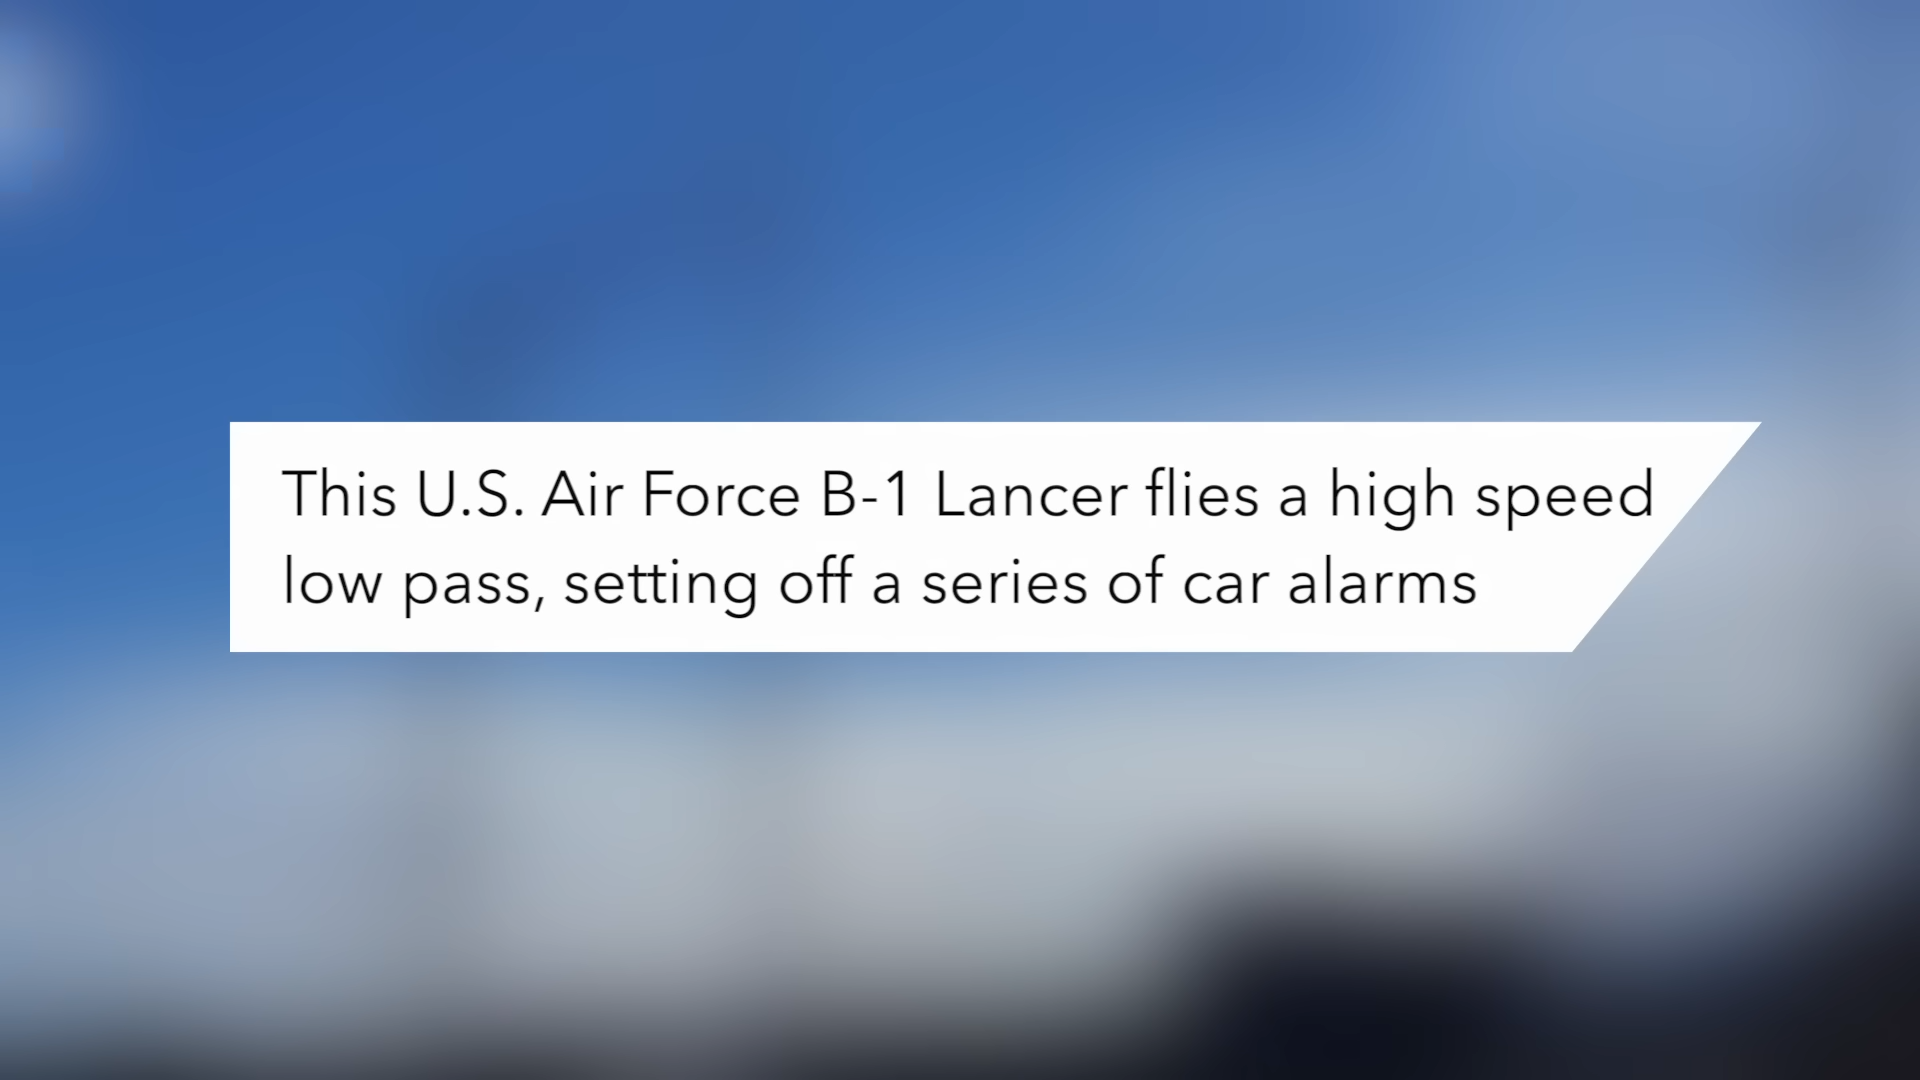 This U.S. Air Force B-1 Lancer flies a high speed
low pass, setting off a series of car alarms